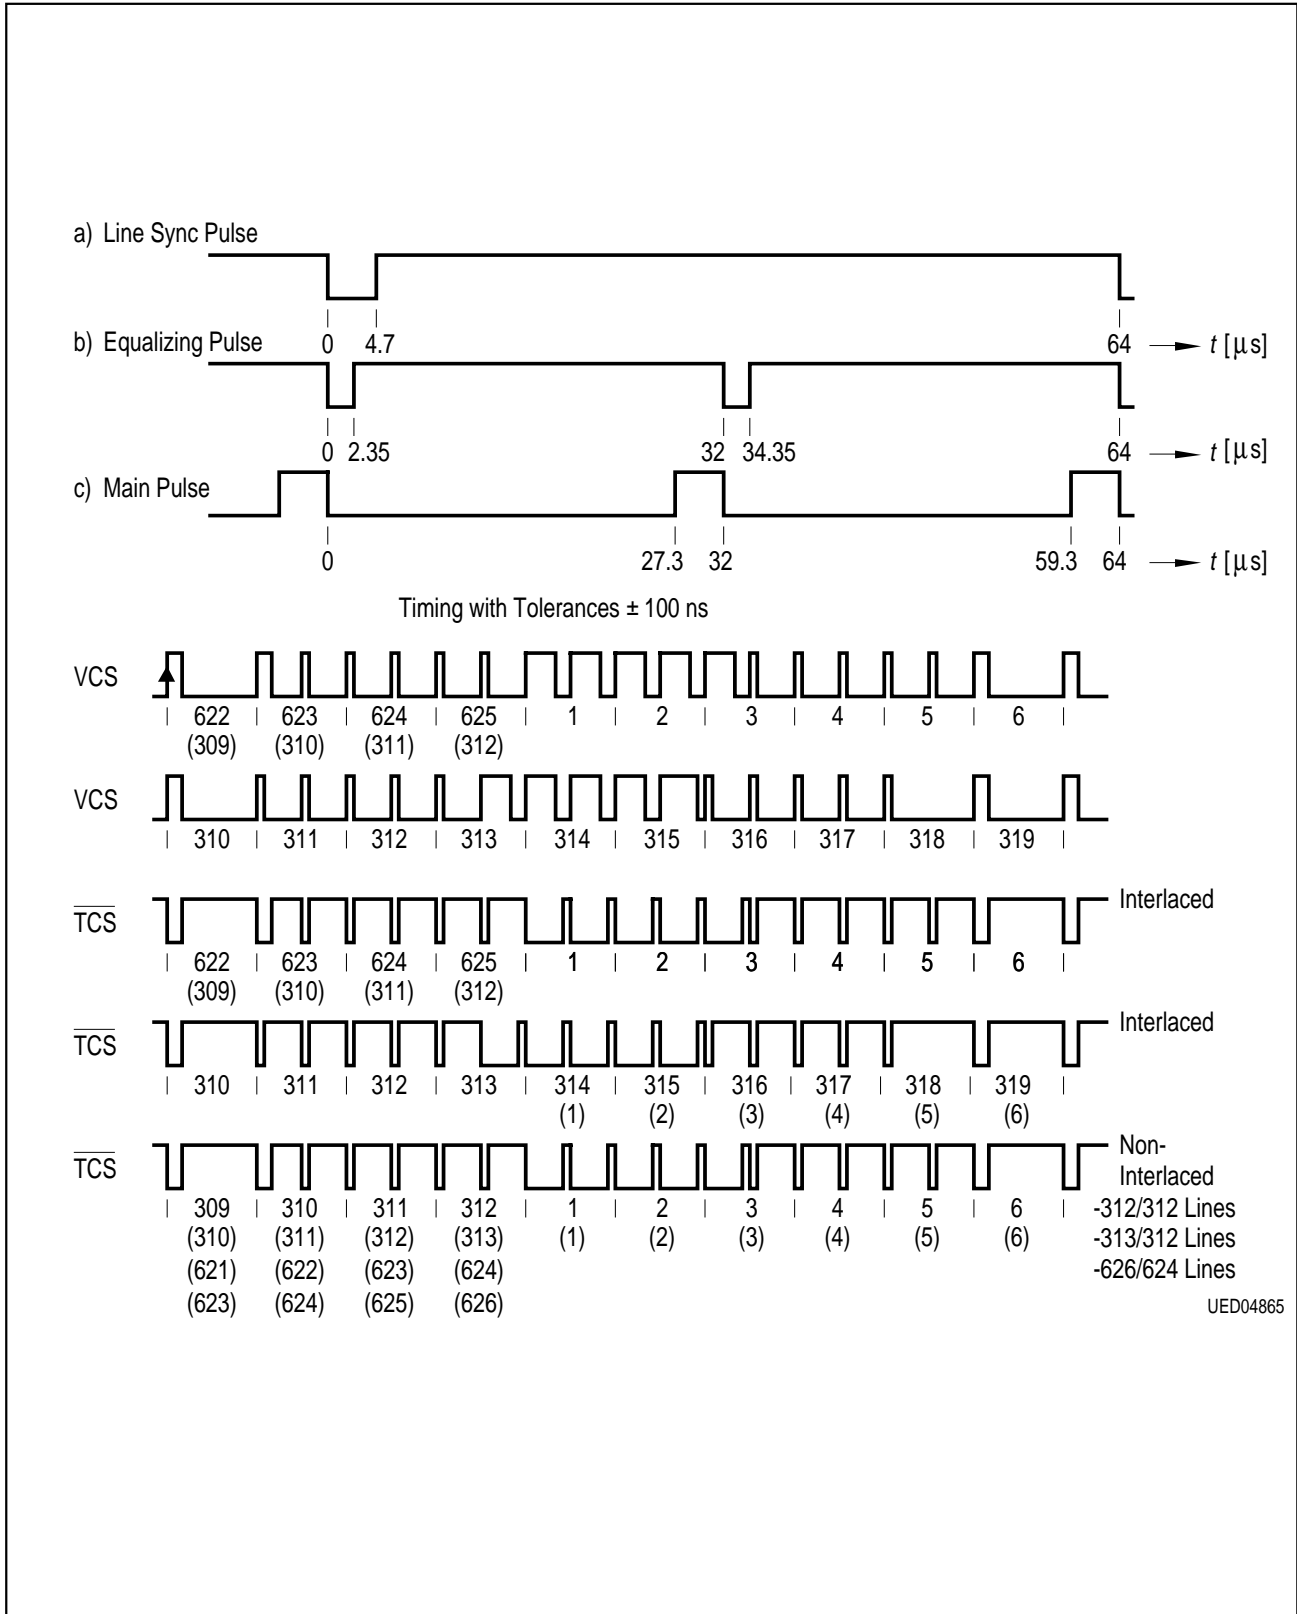 a) Line Sync Pulse
0 4.7 64 t [µs]
b) Equalizing Pulse
0 2.35 32 34.35 64 t [µs]
c) Main Pulse
0 27.3 32 59.3 64 t [µs]
Timing with Tolerances ± 100 ns
VCS
622 623 624 625 1 2 3 4 5 6
(309) (310) (311) (312)
VCS
310 311 312 313 314 315 316 317 318 319
TCS Interlaced
622 623 624 625 1 2 3 4 5 6
(309) (310) (311) (312)
TCS Interlaced
310 311 312 313 314 315 316 317 318 319
(1) (2) (3) (4) (5) (6)
TCS Non-
Interlaced
309 310 311 312 1 2 3 4 5 6 -312/312 Lines
(310) (311) (312) (313) (1) (2) (3) (4) (5) (6) -313/312 Lines
(621) (622) (623) (624) -626/624 Lines
(623) (624) (625) (626)
UED04865